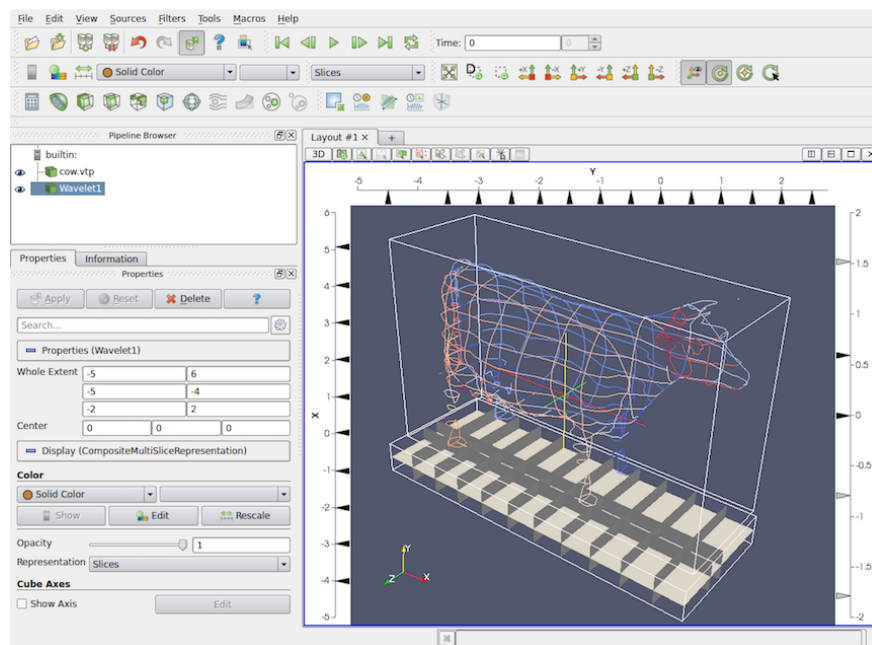 File Edit View Sources Filters Tools Macros Help
Time: 0 0
Solid Color Slices
Pipeline Browser
Layout #1 × +
builtin:
3D
cow.vtp
Wavelet1
Y
-5 -4 -3 -2 -1 0 1 2
Properties Information
Properties
Apply Reset Delete ?
Search...
Properties (Wavelet1)
Whole Extent -5 6
-5 -4
-2 2
Center 0 0 0
Display (CompositeMultiSliceRepresentation)
Color
Solid Color
Show Edit Rescale
Opacity 1
Representation Slices
Cube Axes
Show Axis Edit
6
5
4
3
2
1
0
-1
-2
-3
-4
-5
X
2
1.5
1
0.5
0
-0.5
-1
-1.5
-2
Y
Z X